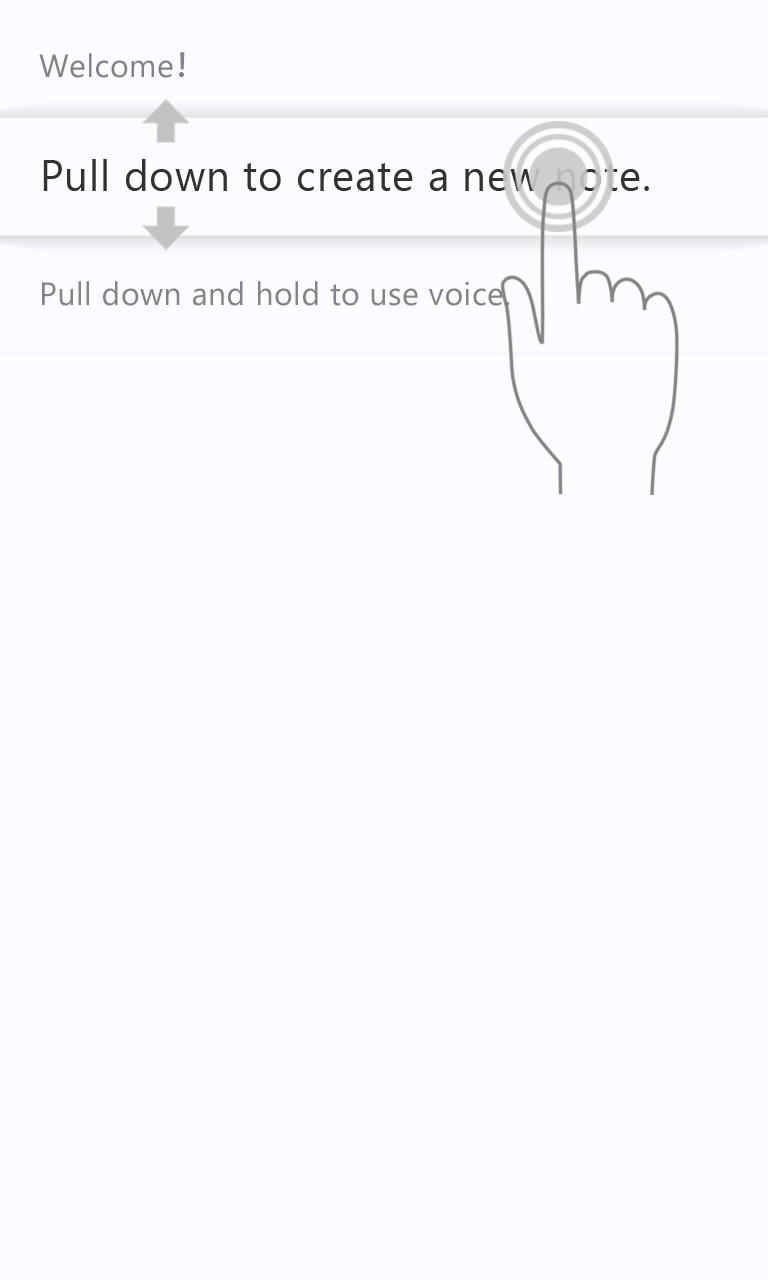 Welcome!
Pull down to create a new note.
Pull down and hold to use voice.